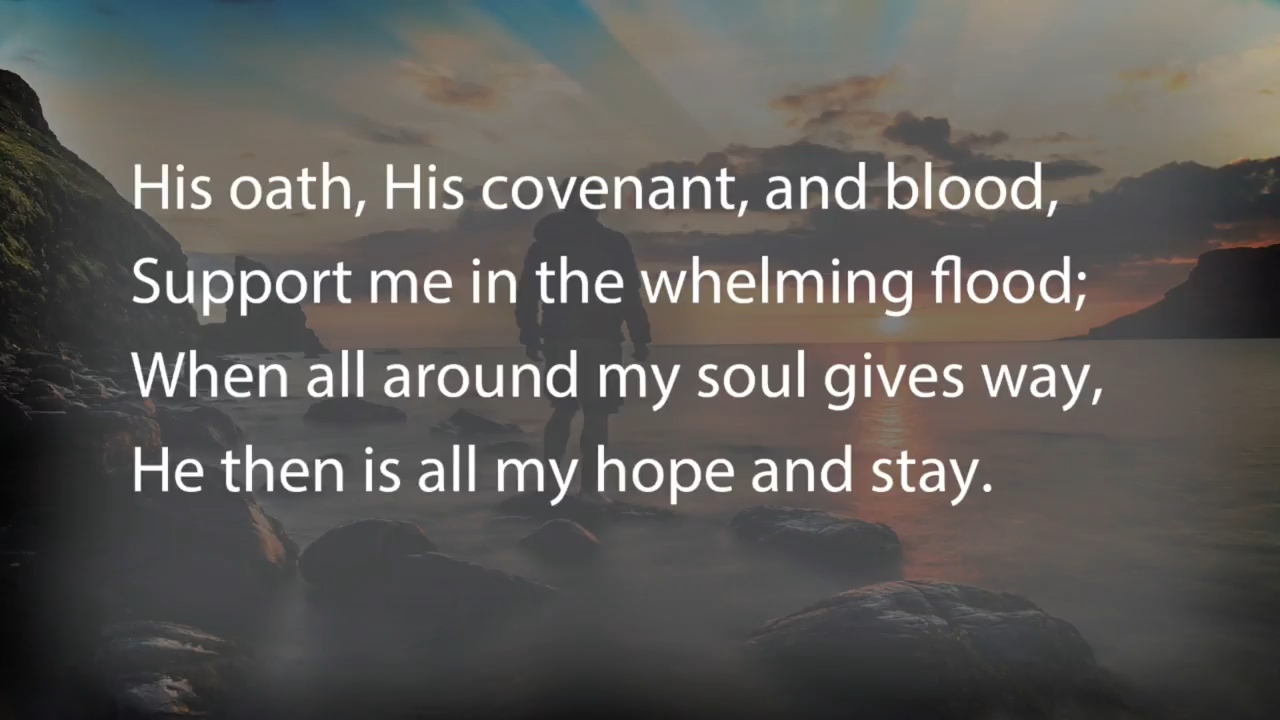 His oath, His covenant, and blood,
Support me in the whelming flood;
When all around my soul gives way,
He then is all my hope and stay.